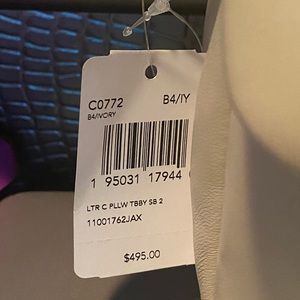 C0772 B4/IY
B4/IVORY
1 95031 17944
LTR C PLLW TBBY SB 2
11001762JAX
$495.00